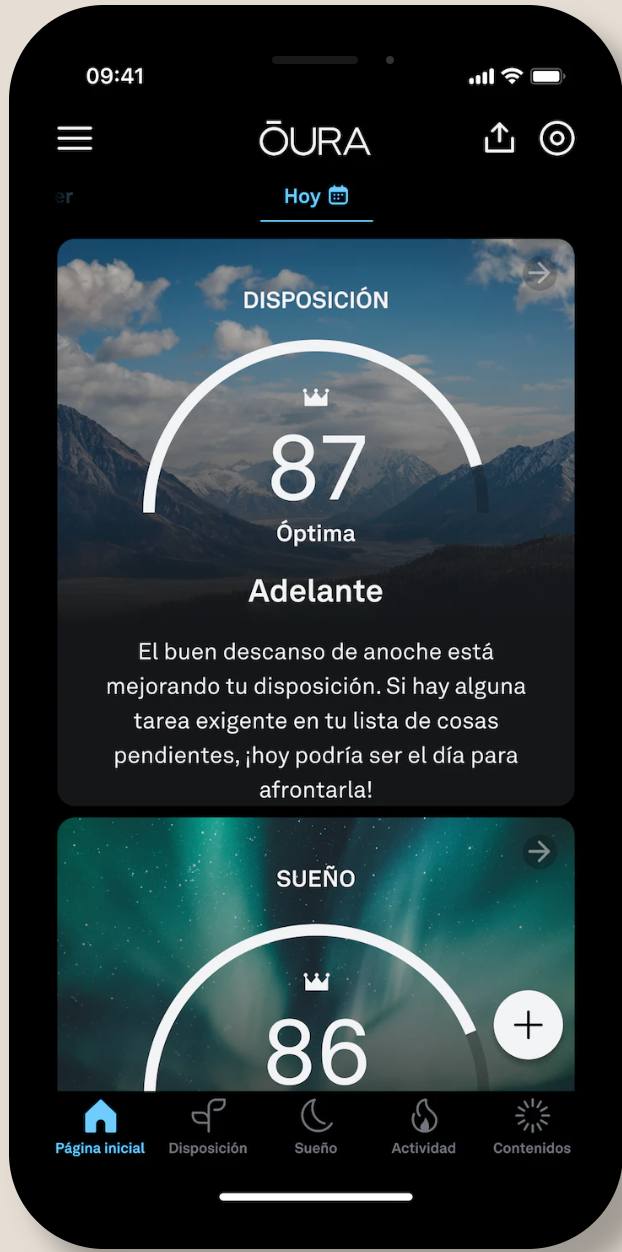 09:41
ŌURA
er
Hoy
DISPOSICIÓN
87
Óptima
Adelante
El buen descanso de anoche está
mejorando tu disposición. Si hay alguna
tarea exigente en tu lista de cosas
pendientes, ¡hoy podría ser el día para
afrontarla!
SUEÑO
86
Página inicial
Disposición
Sueño
Actividad
Contenidos